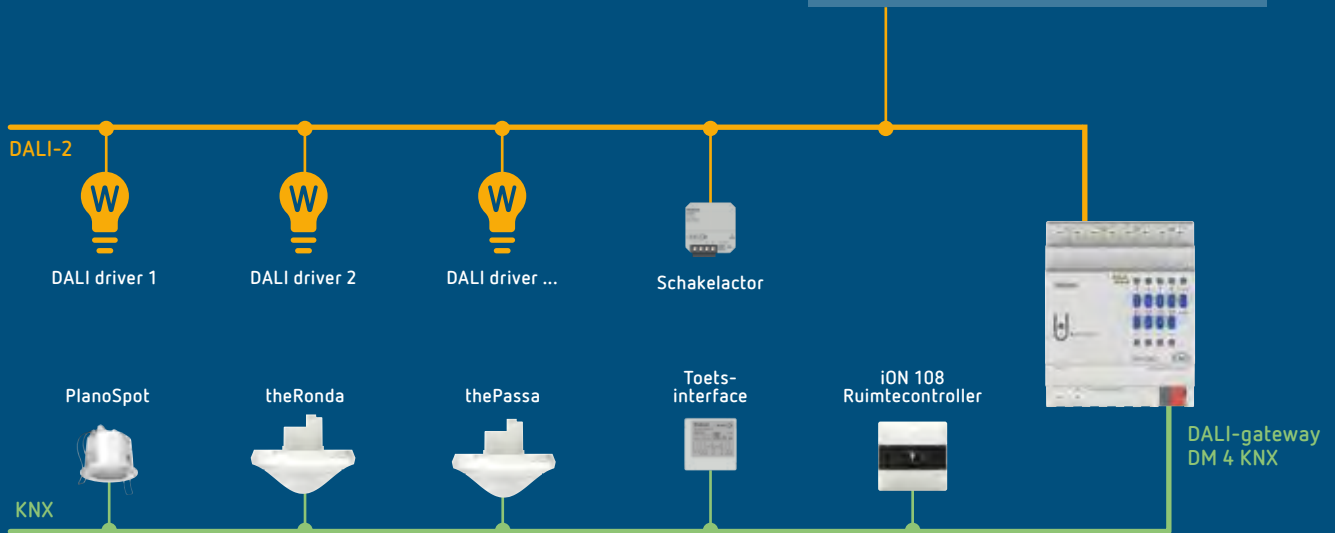 DALI-2
W
W
W
DALI driver 1
DALI driver 2
DALI driver ...
Schakelactor
PlanoSpot
theRonda
thePassa
Toets-
interface
iON 108
Ruimtecontroller
DALI-gateway
DM 4 KNX
KNX